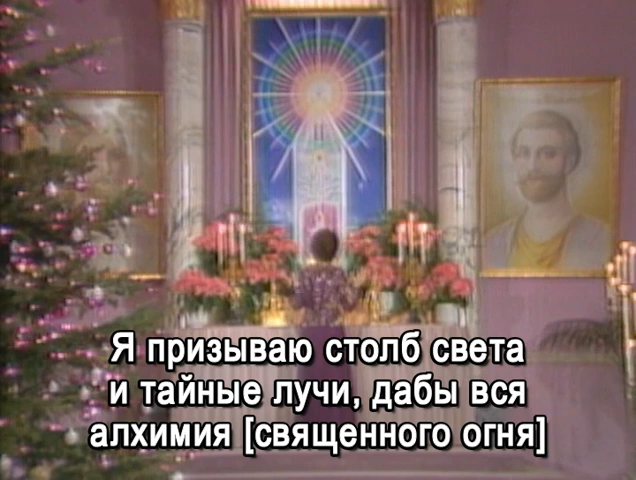 Я призываю столб света
и тайные лучи, дабы вся
алхимия [священного огня]